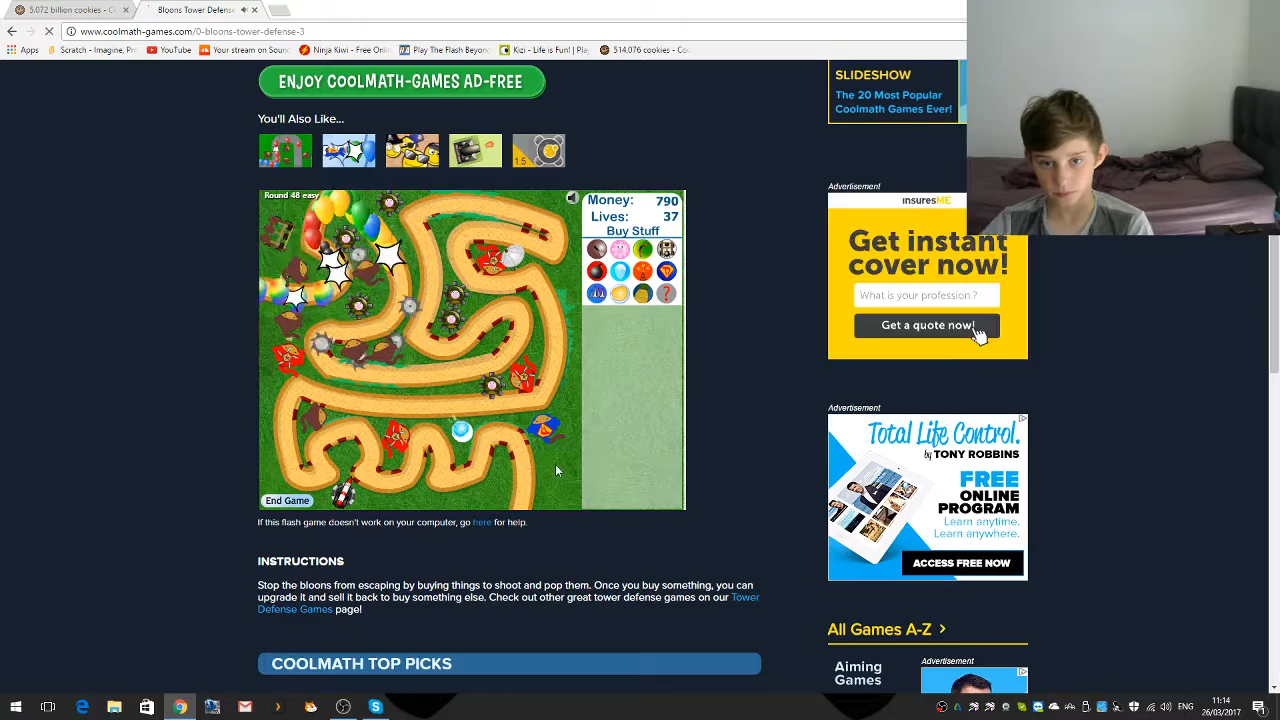 5.072 billion cookies - C
Bloons Tower Defense
www.coolmath-games.com/0-bloons-tower-defense-3
Apps
Scratch - Imagine, Pro
YouTube
Your stream on Sound
Ninja Kiwi - Free Onli
Play The Flash Beyond
Kizi - Life is Fun! | Play
514,076 cookies - Coo
ENJOY COOLMATH-GAMES AD-FREE
You'll Also Like...
1.5
Round 48 easy
Money: 790
Lives: 37
Buy Stuff
?
End Game
If this flash game doesn't work on your computer, go here for help.
INSTRUCTIONS
Stop the bloons from escaping by buying things to shoot and pop them. Once you buy something, you can
upgrade it and sell it back to buy something else. Check out other great tower defense games on our Tower
Defense Games page!
COOLMATH TOP PICKS
SLIDESHOW
The 20 Most Popular
Coolmath Games Ever!
Advertisement
insuresME
Get instant
cover now!
What is your profession ?
Get a quote now!
Advertisement
Total Life Control.
by TONY ROBBINS
FREE
ONLINE
PROGRAM
Learn anytime.
Learn anywhere.
ACCESS FREE NOW
All Games A-Z >
Aiming
Games
Advertisement
ENG
11:14
26/03/2017